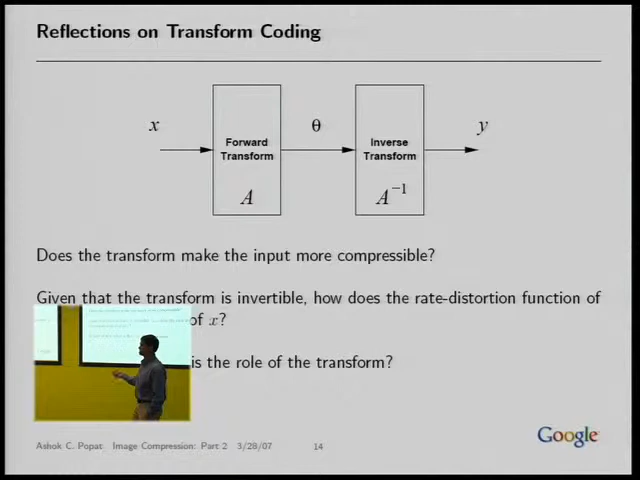 Reflections on Transform Coding
x
θ
y
Forward
Transform
Inverse
Transform
A
A−1
Does the transform make the input more compressible?
Given that the transform is invertible, how does the rate-distortion function of
of x?
is the role of the transform?
Ashok C. Popat Image Compression: Part 2 3/28/07 14
Google